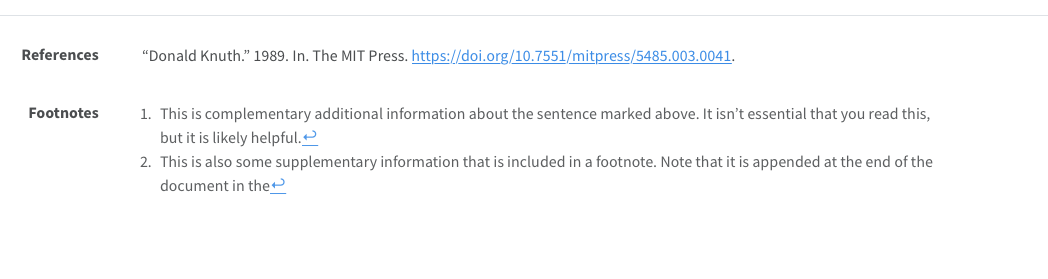 References “Donald Knuth.” 1989. In. The MIT Press. https://doi.org/10.7551/mitpress/5485.003.0041.
Footnotes 1. This is complementary additional information about the sentence marked above. It isn’t essential that you read this,
but it is likely helpful.↩
2. This is also some supplementary information that is included in a footnote. Note that it is appended at the end of the
document in the↩